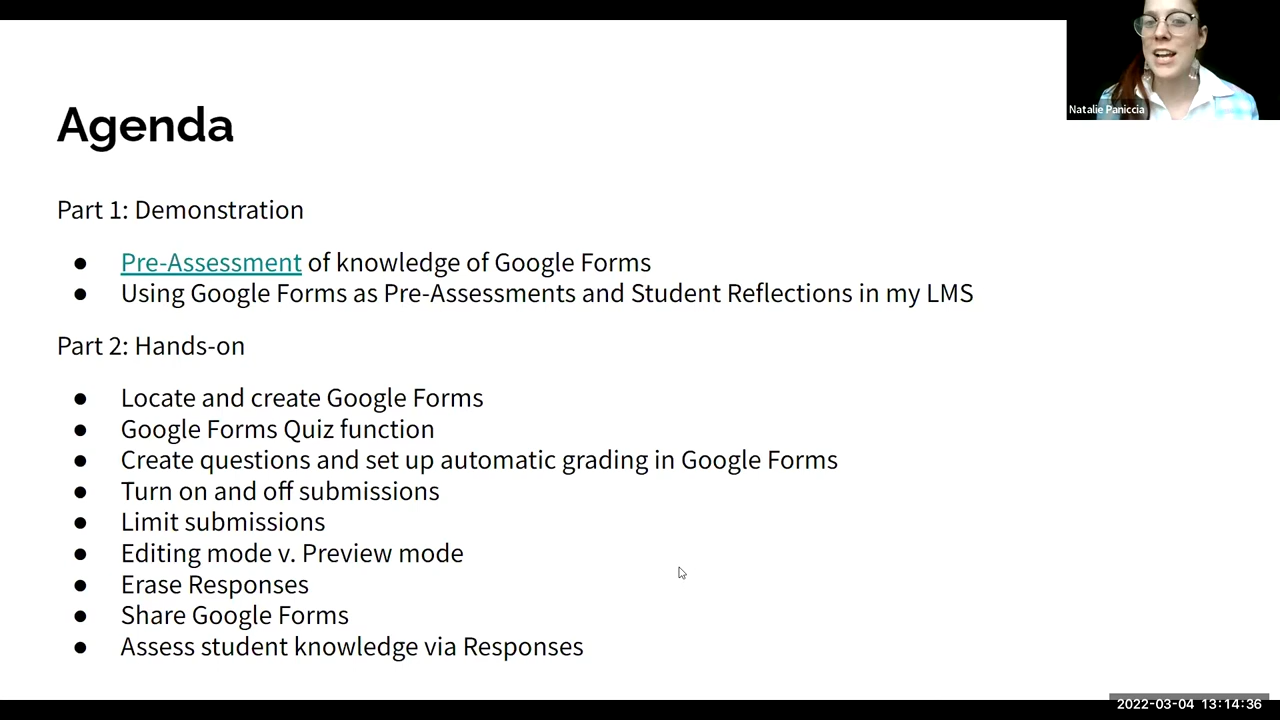 Natalie Paniccia
Agenda
Part 1: Demonstration
● Pre-Assessment of knowledge of Google Forms
● Using Google Forms as Pre-Assessments and Student Reflections in my LMS
Part 2: Hands-on
● Locate and create Google Forms
● Google Forms Quiz function
● Create questions and set up automatic grading in Google Forms
● Turn on and off submissions
● Limit submissions
● Editing mode v. Preview mode
● Erase Responses
● Share Google Forms
● Assess student knowledge via Responses
2022-03-04 13:14:36